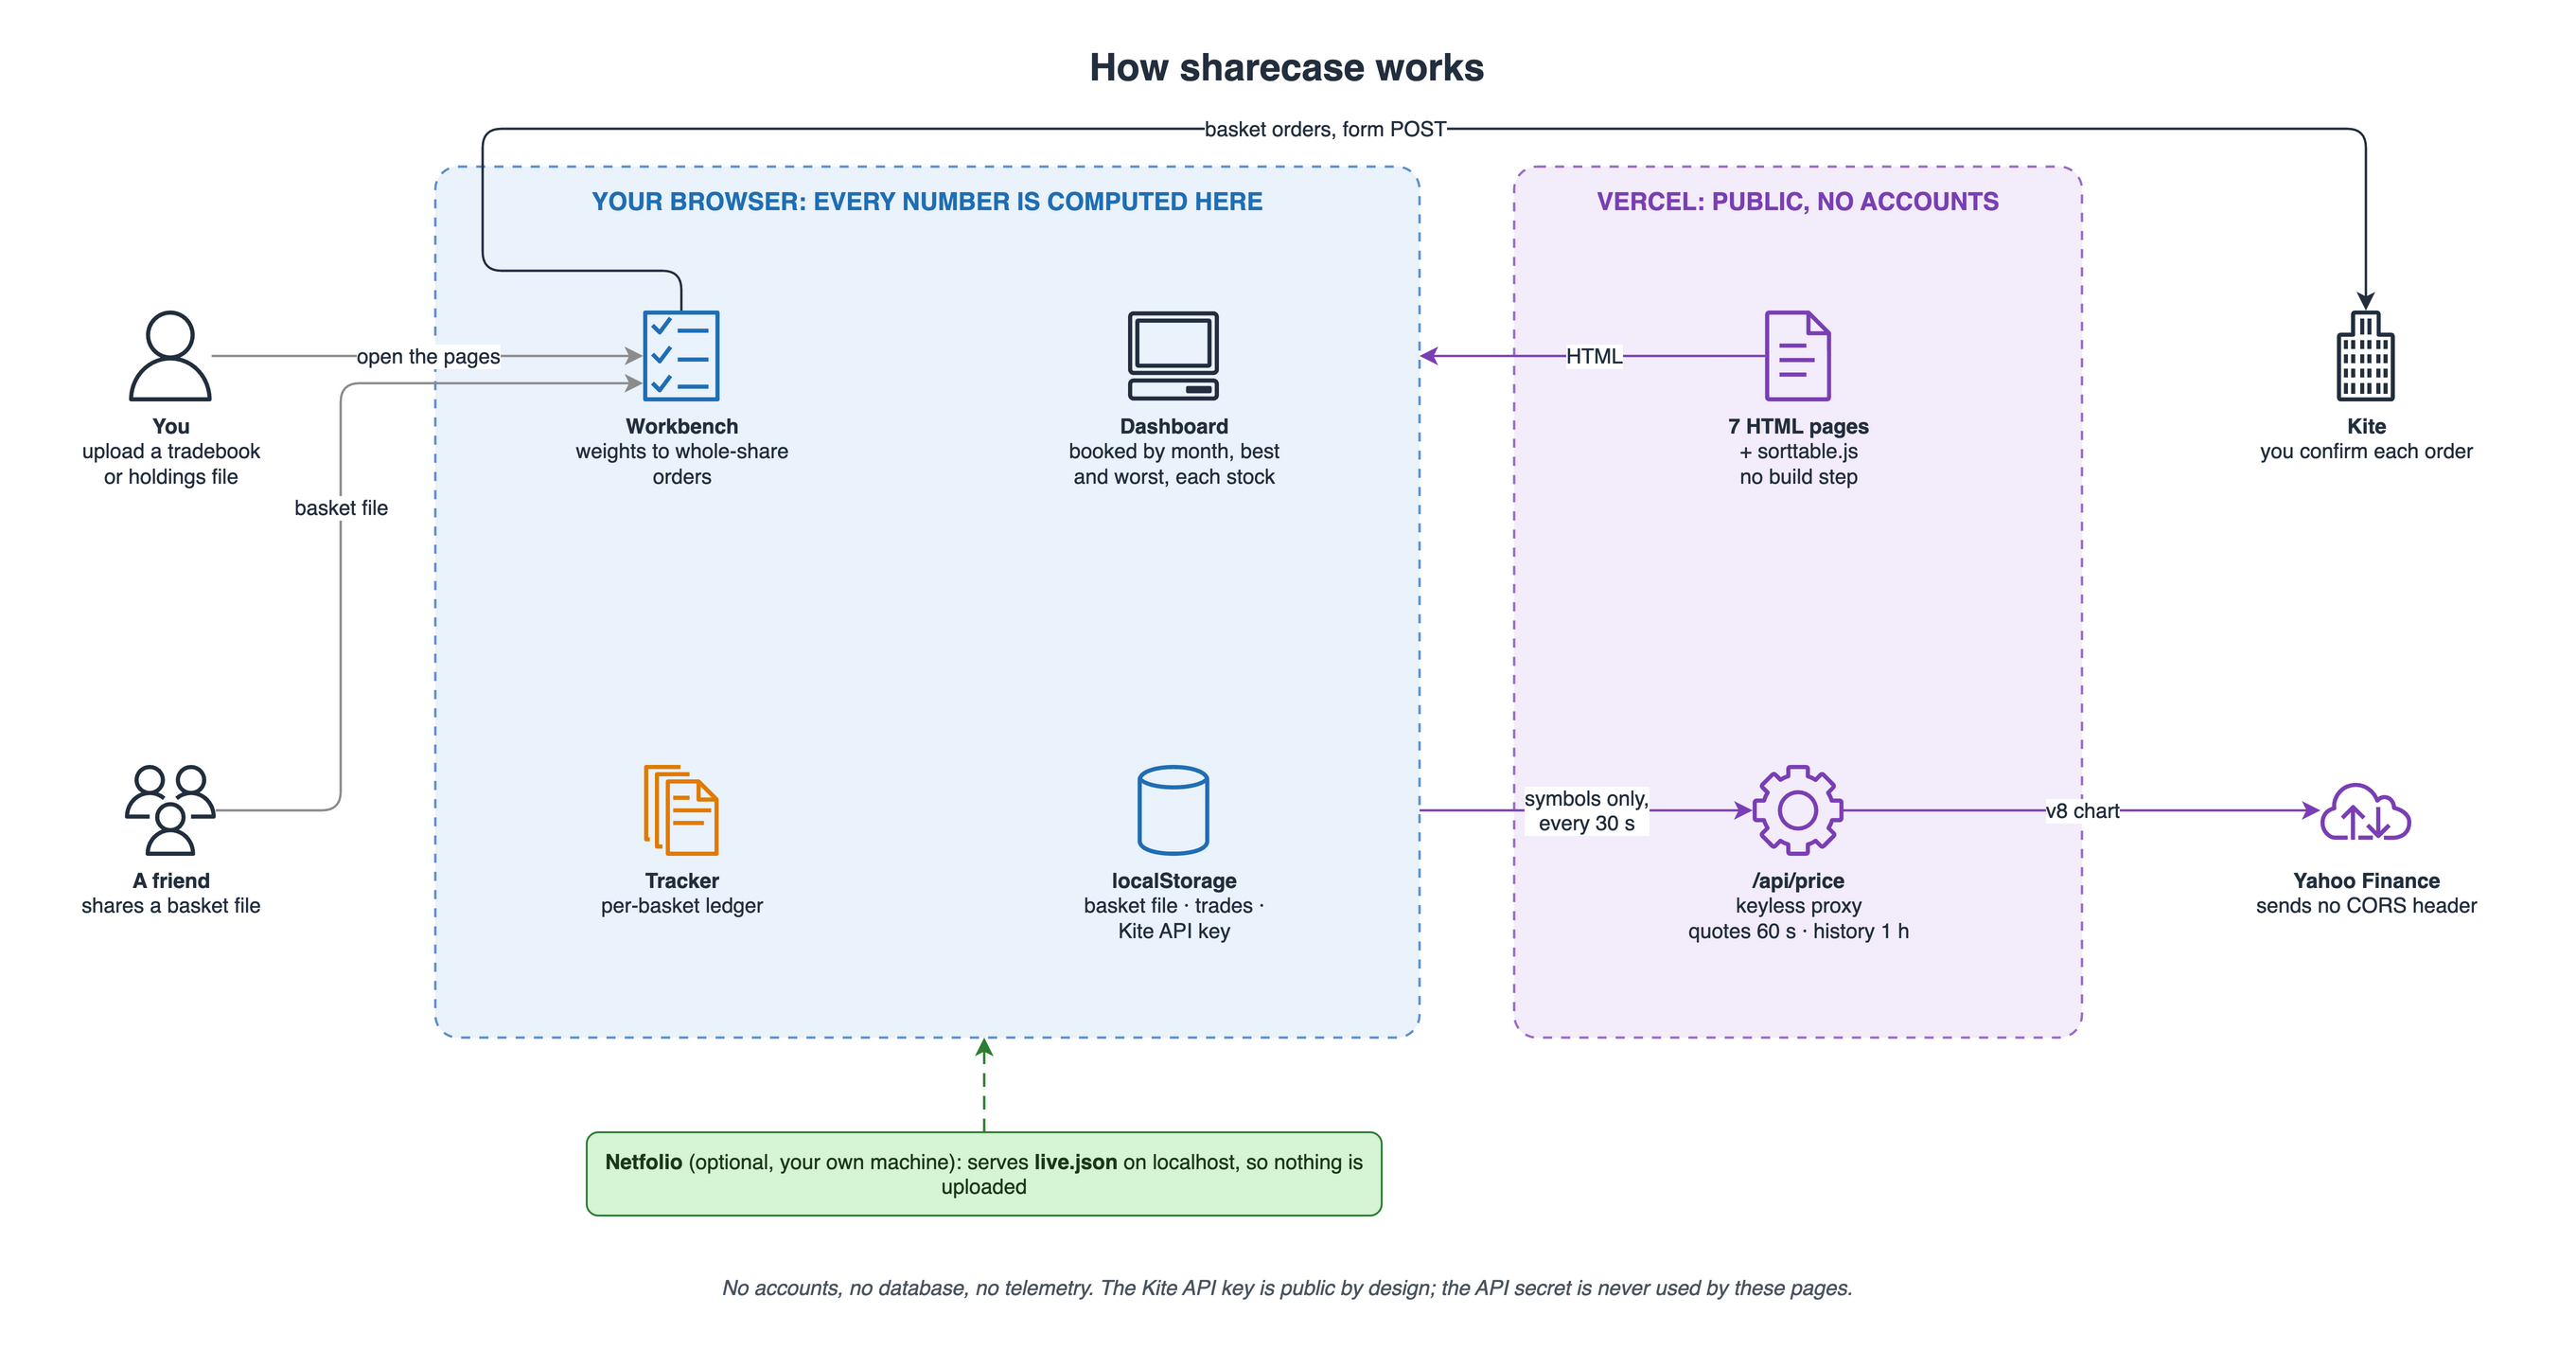 How sharecase works
basket orders, form POST
YOUR BROWSER: EVERY NUMBER IS COMPUTED HERE
VERCEL: PUBLIC, NO ACCOUNTS
open the pages
HTML
You
upload a tradebook
or holdings file
Workbench
weights to whole-share
orders
Dashboard
booked by month, best
and worst, each stock
7 HTML pages
+ sorttable.js
no build step
Kite
you confirm each order
basket file
symbols only,
every 30 s
v8 chart
A friend
shares a basket file
Tracker
per-basket ledger
localStorage
basket file · trades ·
Kite API key
/api/price
keyless proxy
quotes 60 s · history 1 h
Yahoo Finance
sends no CORS header
Netfolio (optional, your own machine): serves live.json on localhost, so nothing is
uploaded
No accounts, no database, no telemetry. The Kite API key is public by design; the API secret is never used by these pages.